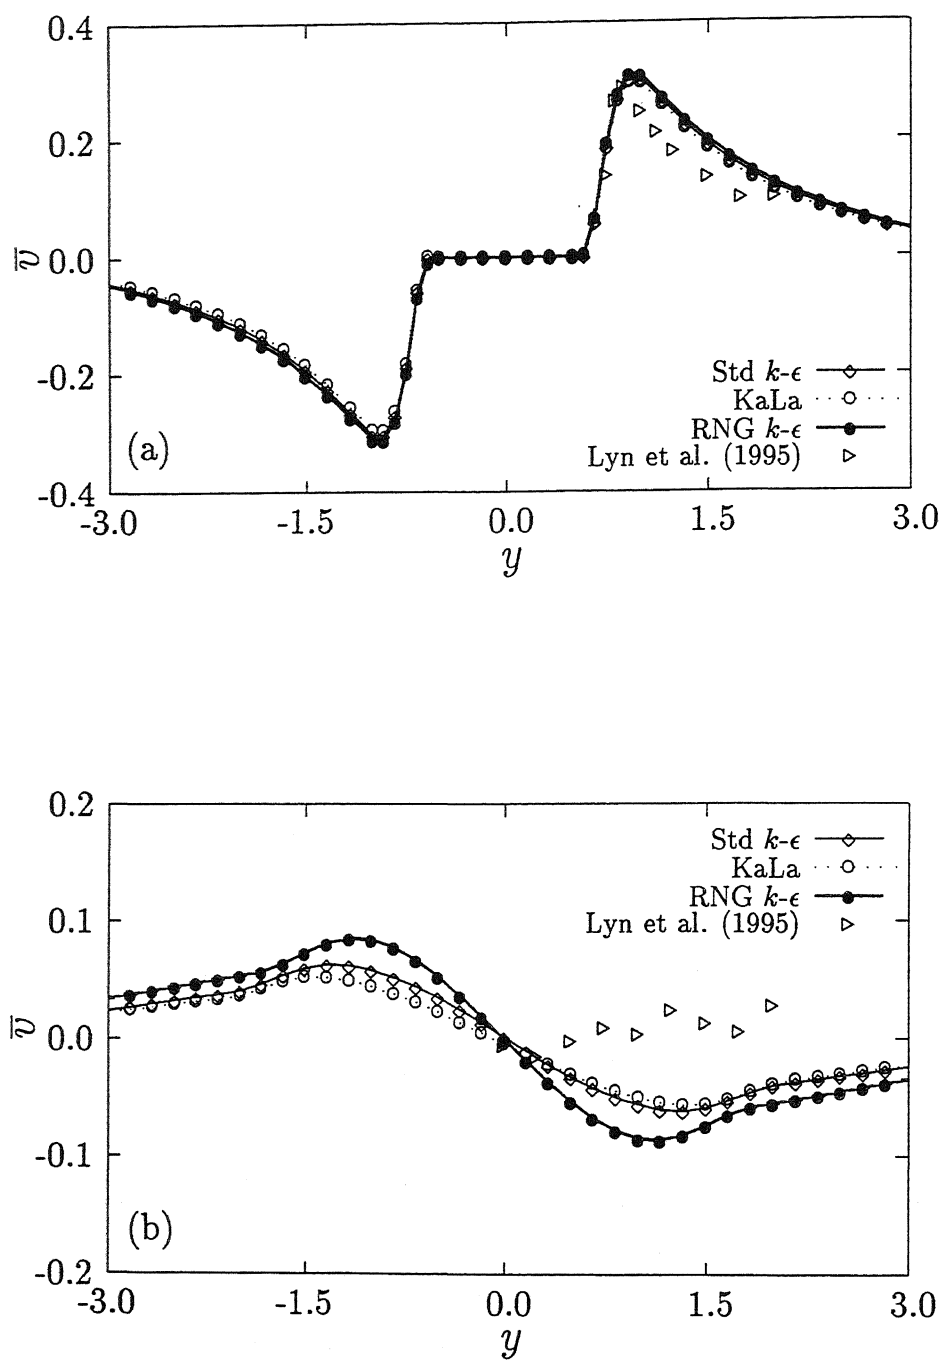 0.4
0.2
0.0
-0.2
-0.4
v̅
Std k-ϵ
KaLa
RNG k-ϵ
Lyn et al. (1995)
(a)
-3.0 -1.5 0.0 1.5 3.0
y
0.2
0.1
0.0
-0.1
-0.2
v̅
Std k-ϵ
KaLa
RNG k-ϵ
Lyn et al. (1995)
(b)
-3.0 -1.5 0.0 1.5 3.0
y